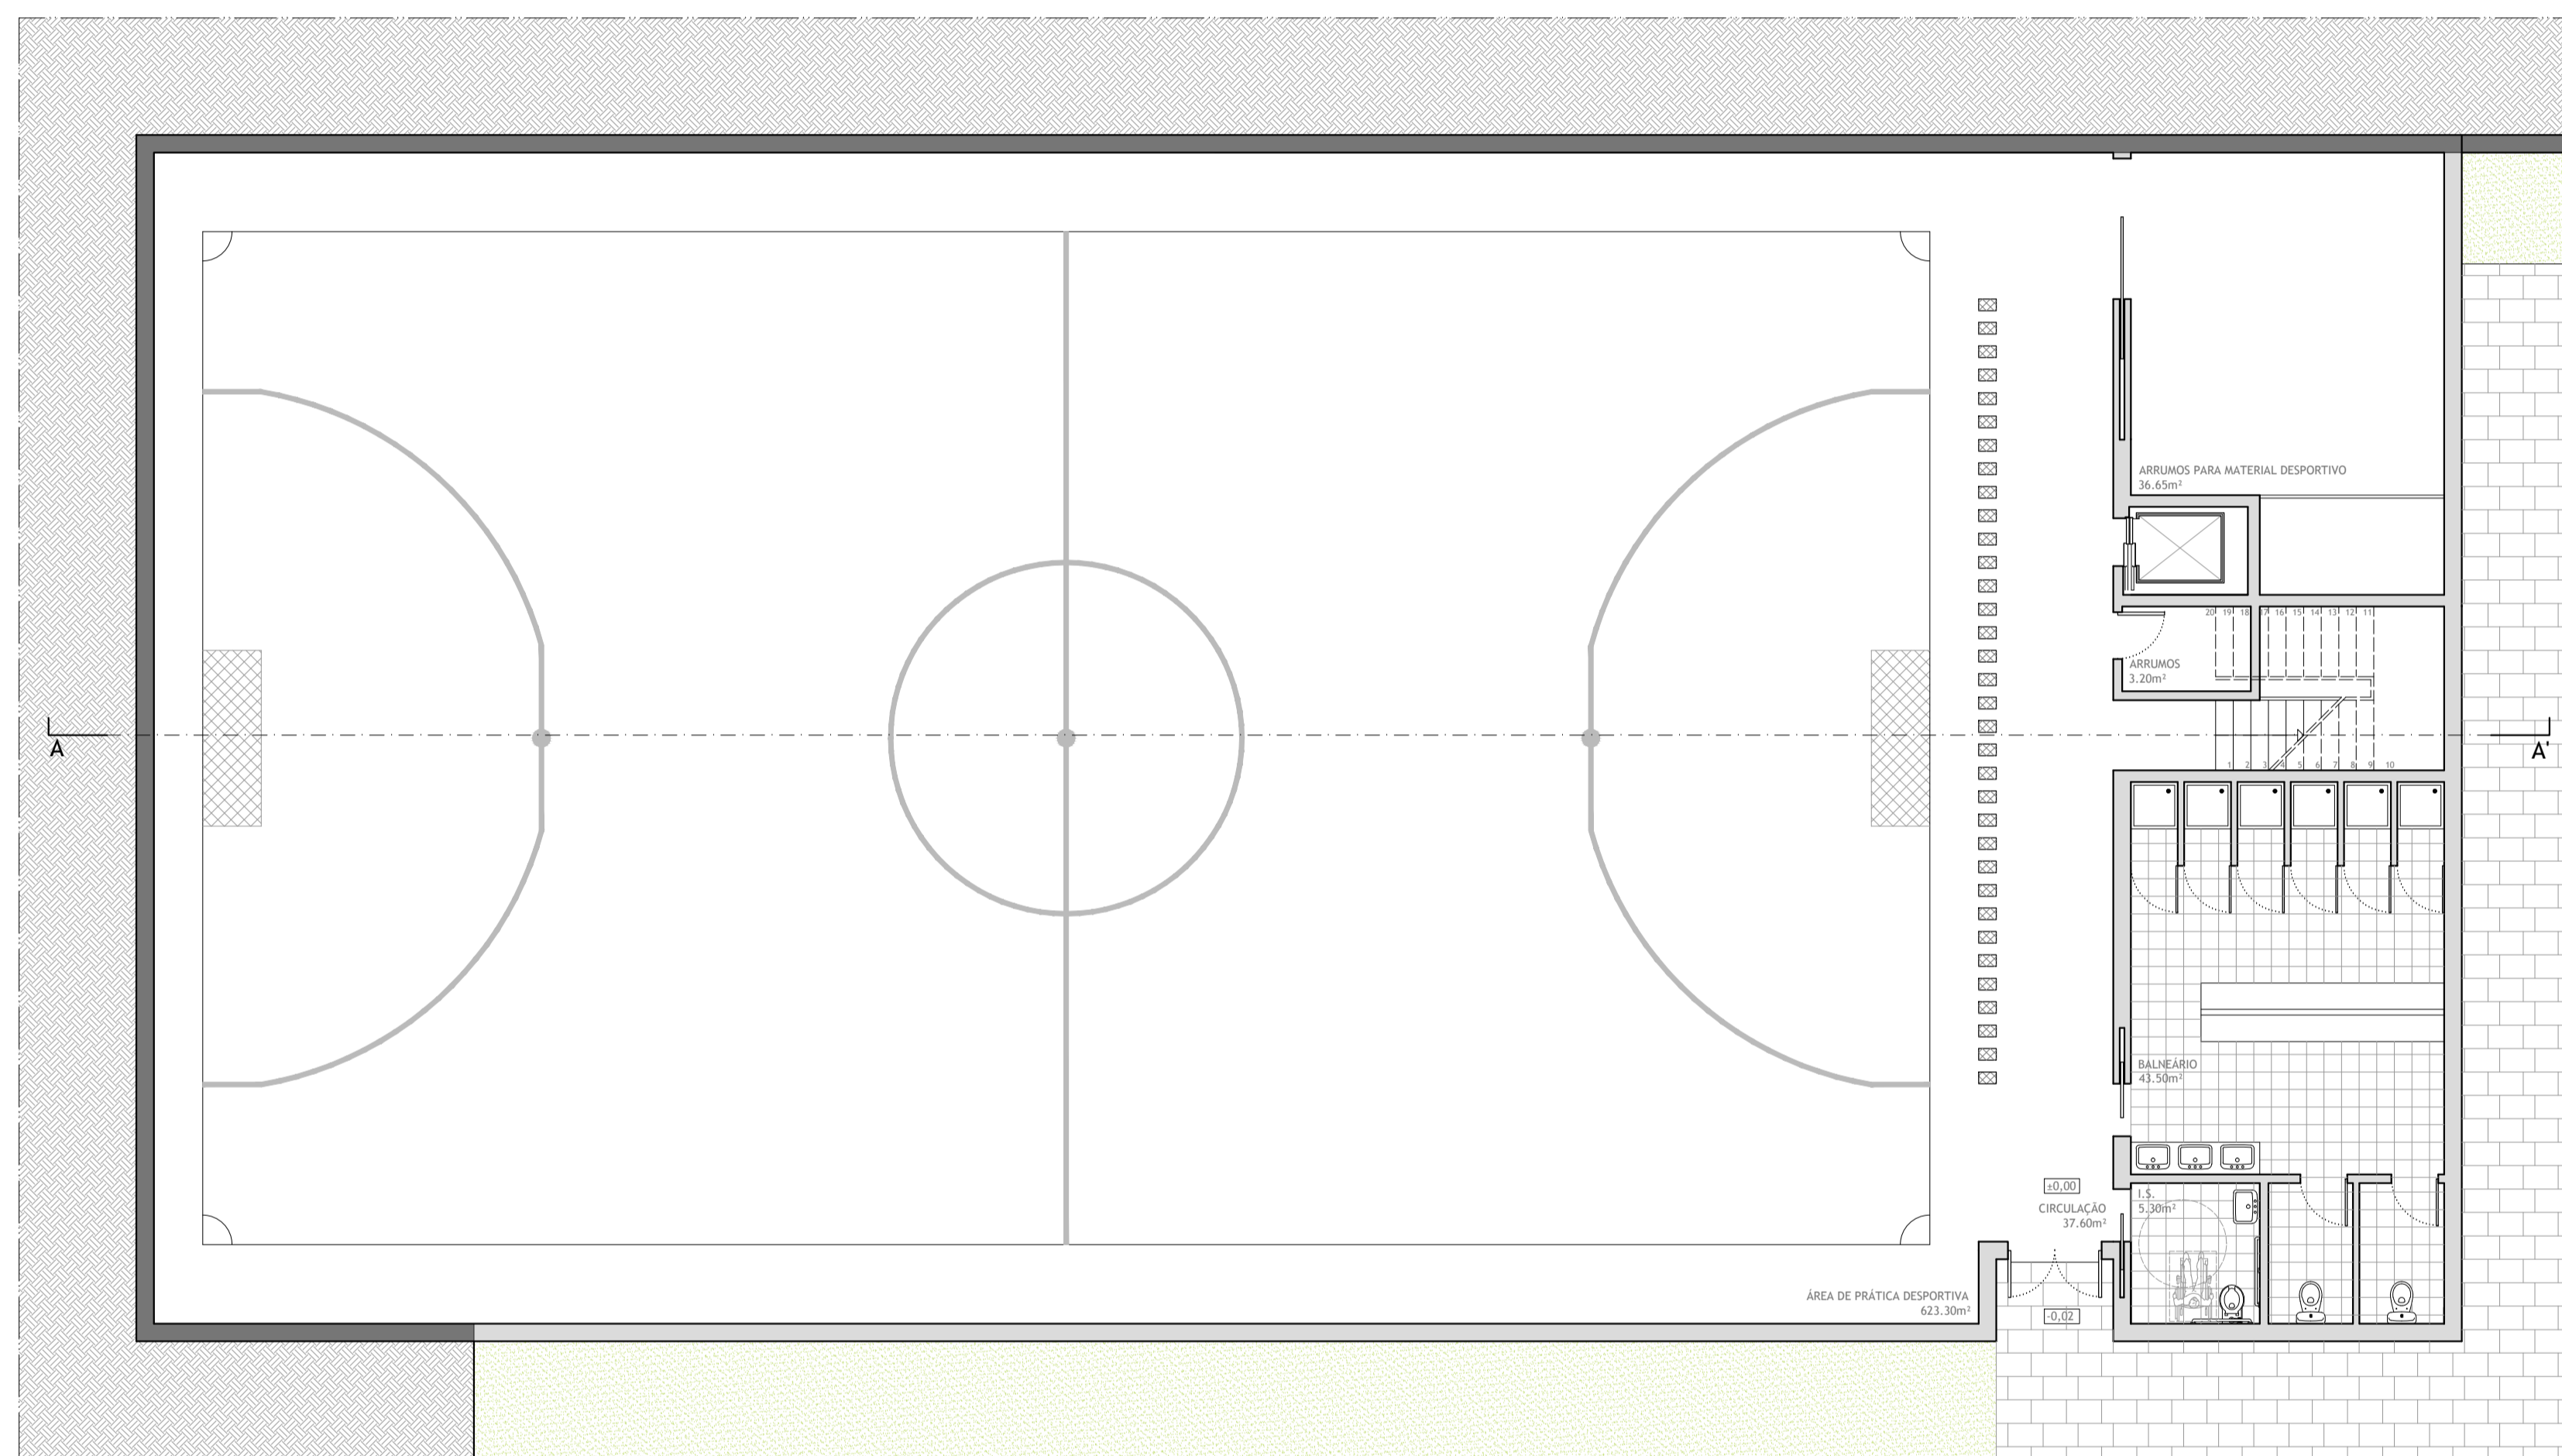 ARRUMOS PARA MATERIAL DESPORTIVO
36.65m²
20 19 18 17 16 15 14 13 12 11
ARRUMOS
3.20m²
A
A'
1 2 3 4 5 6 7 8 9 10
BALNEÁRIO
43.50m²
±0,00
I.S.
5.30m²
CIRCULAÇÃO
37.60m²
ÁREA DE PRÁTICA DESPORTIVA
623.30m²
-0,02